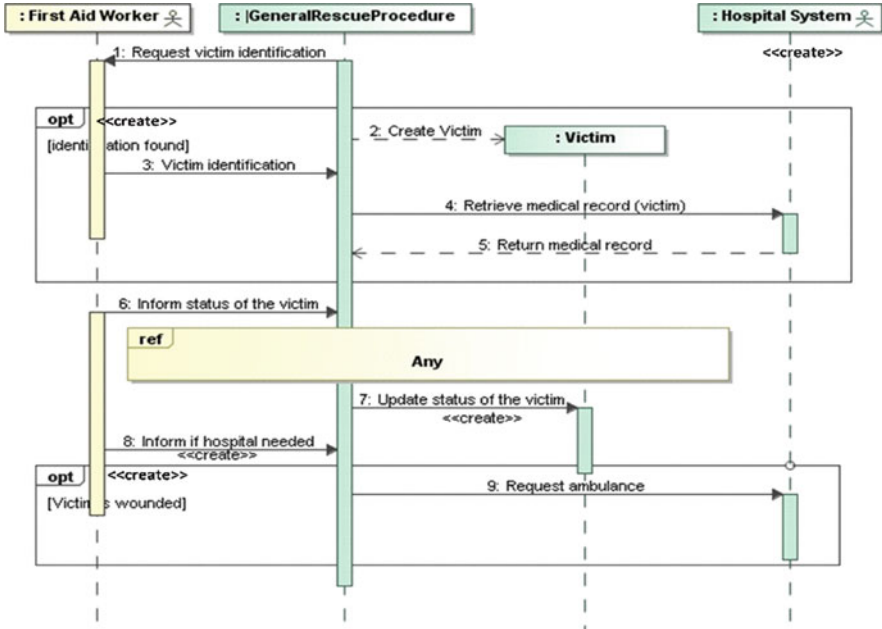 : First Aid Worker
: |GeneralRescueProcedure
: Hospital System
<<create>>
1: Request victim identification
opt
<<create>>
[identi ation found]
2: Create Victim
: Victim
3: Victim identification
4: Retrieve medical record (victim)
5: Return medical record
6: Inform status of the victim
ref
Any
7: Update status of the victim
<<create>>
8: Inform if hospital needed
<<create>>
opt
<<create>>
9: Request ambulance
[Victim s wounded]